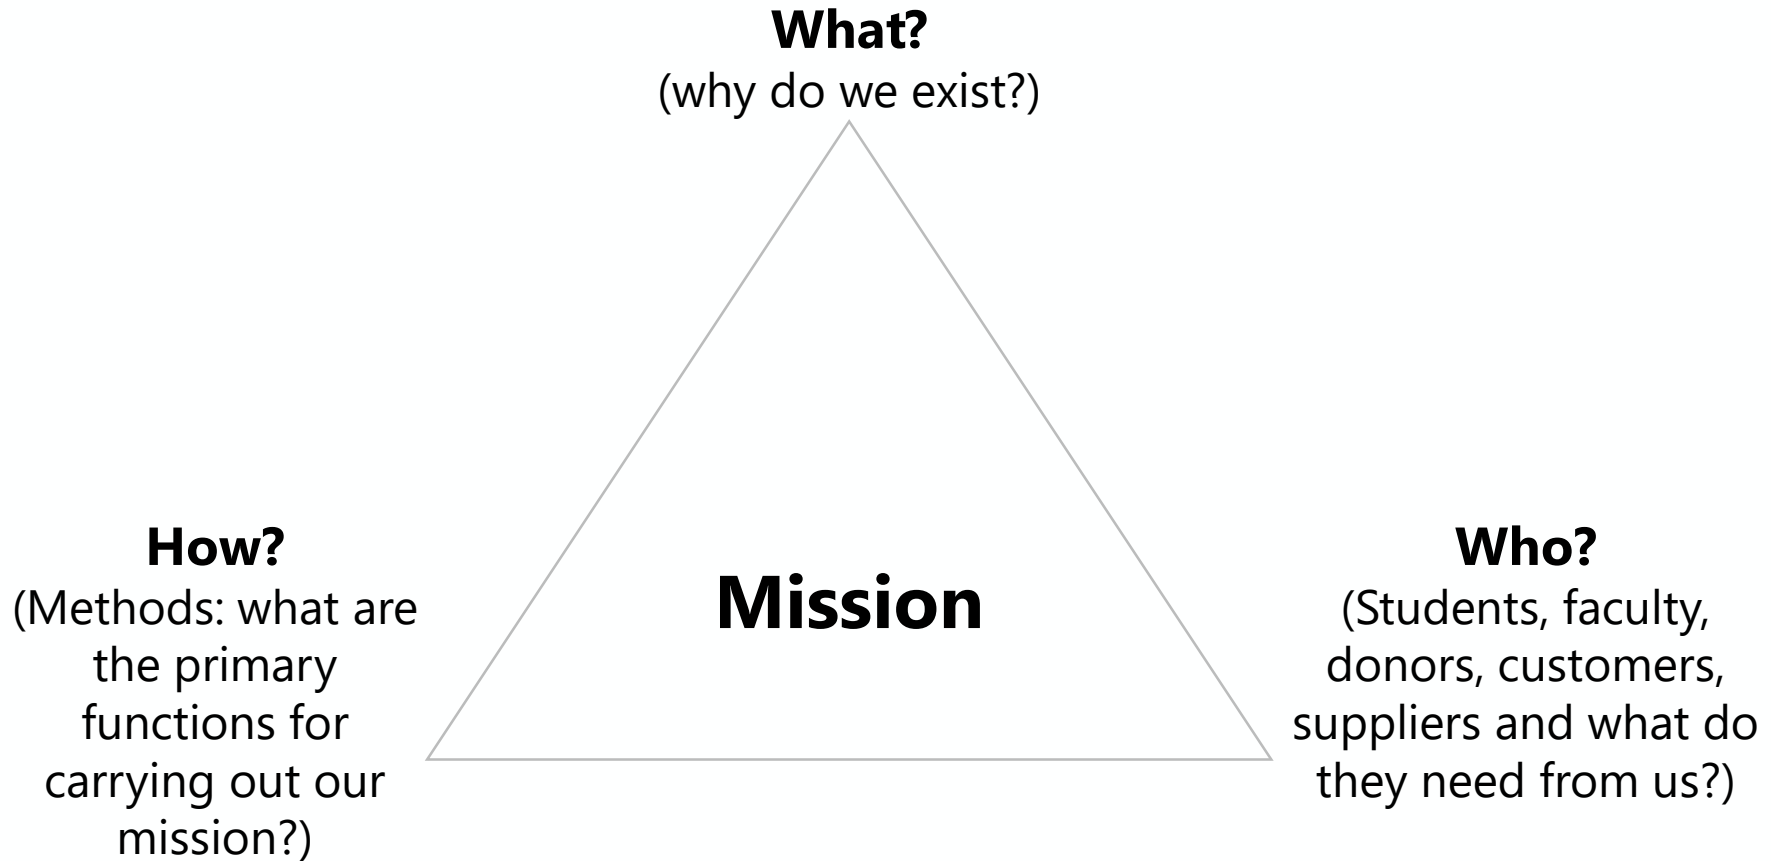 What?
(why do we exist?)
How?
(Methods: what are
the primary
functions for
carrying out our
mission?)
Mission
Who?
(Students, faculty,
donors, customers,
suppliers and what do
they need from us?)